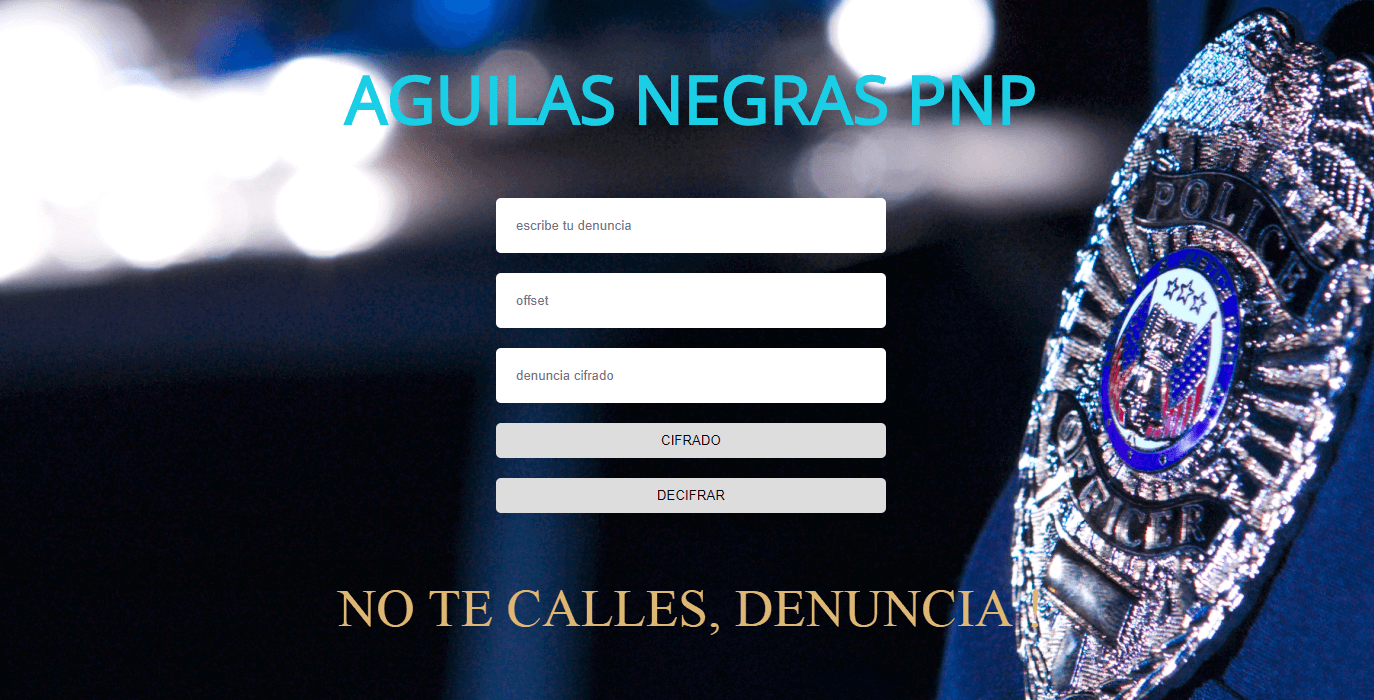 AGUILAS NEGRAS PNP
escribe tu denuncia
offset
denuncia cifrado
CIFRADO
DECIFRAR
NO TE CALLES, DENUNCIA !
POLICE
OFFICER